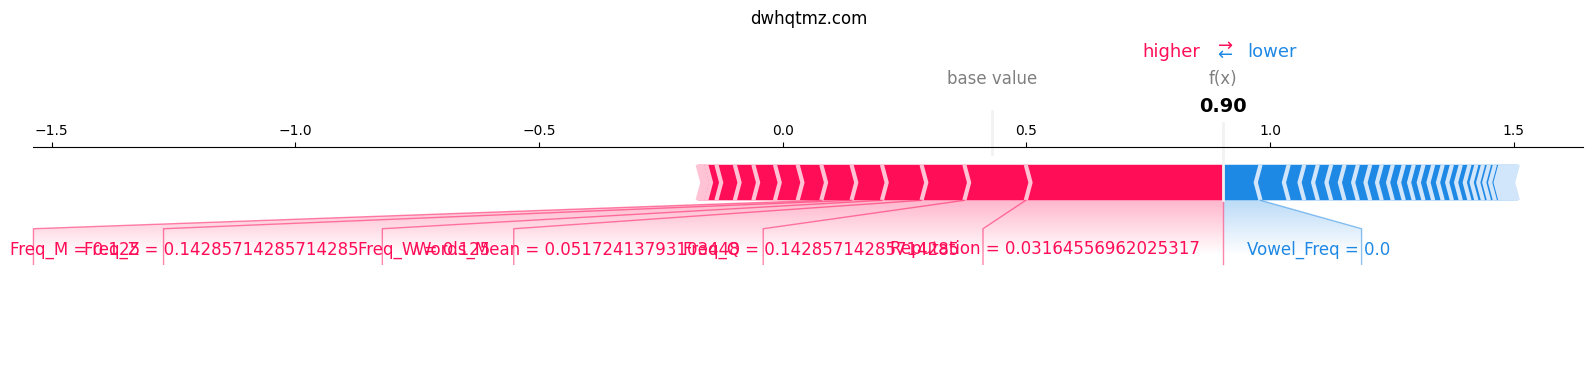 dwhqtmz.com
higher → ← lower
base value f(x)
0.90
−1.5 −1.0 −0.5 0.0 0.5 1.0 1.5
Freq_M = 0.125 Freq_Z = 0.14285714285714285 Freq_W = 0.125 Words_Mean = 0.05172413793103448 Freq_Q = 0.14285714285714285 Reputation = 0.03164556962025317 Vowel_Freq = 0.0